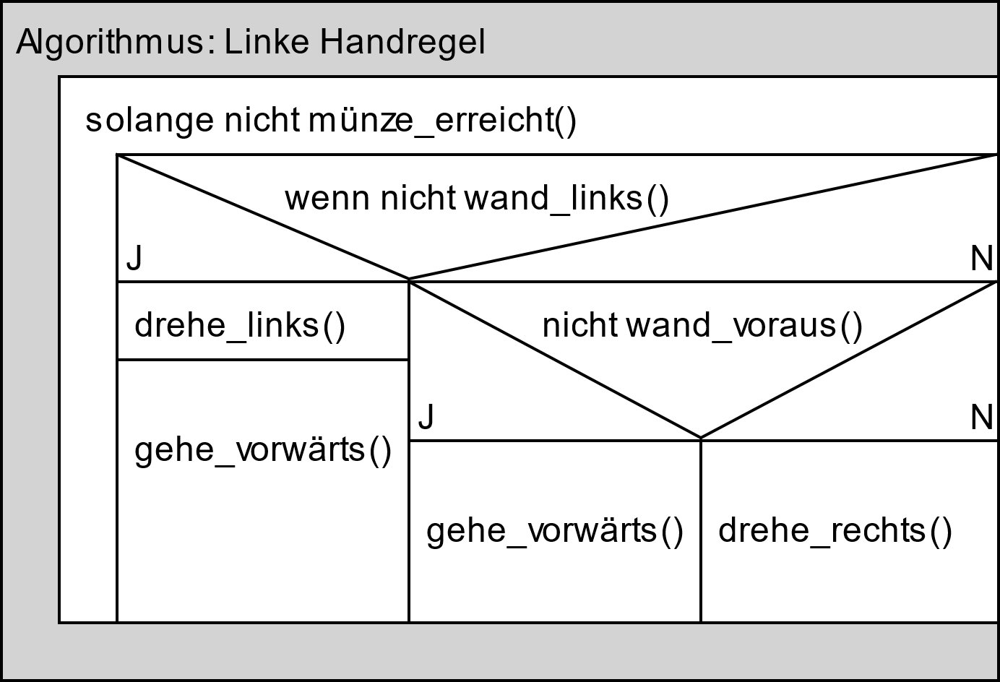 Algorithmus: Linke Handregel
solange nicht münze_erreicht()
wenn nicht wand_links()
J
N
drehe_links()
nicht wand_voraus()
gehe_vorwärts()
J
N
gehe_vorwärts()
drehe_rechts()